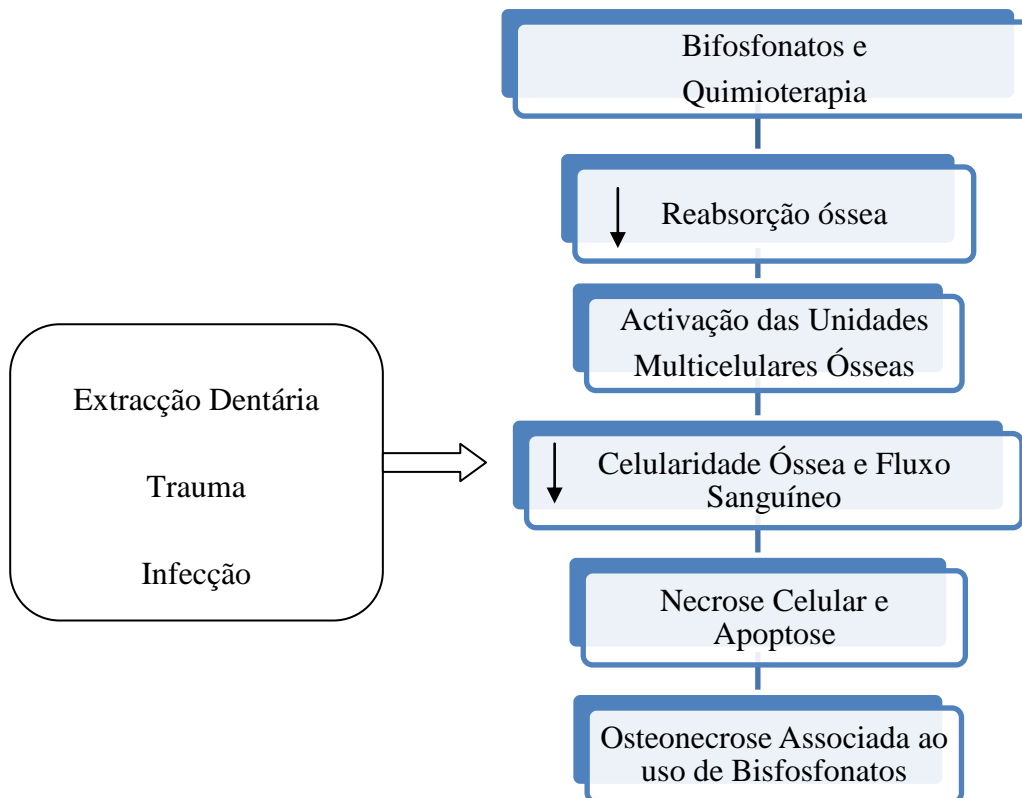 Bifosfonatos e
Quimioterapia
Reabsorção óssea
Activação das Unidades
Multicelulares Ósseas
Extracção Dentária
Trauma
Infecção
Celularidade Óssea e Fluxo
Sanguíneo
Necrose Celular e
Apoptose
Osteonecrose Associada ao
uso de Bisfosfonatos